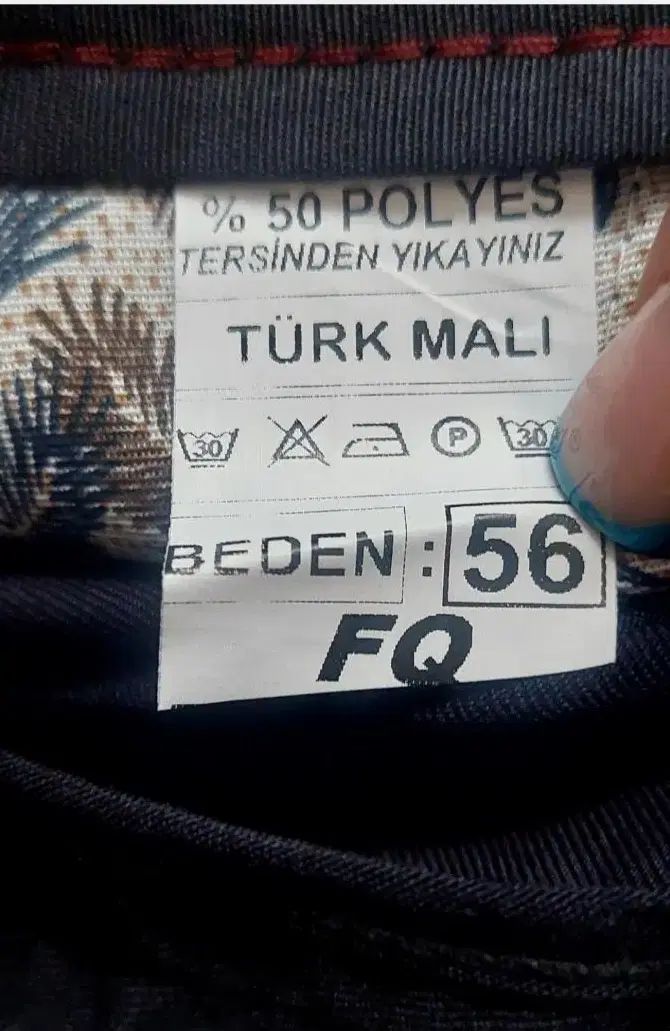 % 50 POLYES
TERSİNDEN YIKAYINIZ
TÜRK MALI
30 P 30
BEDEN : 56
FQ